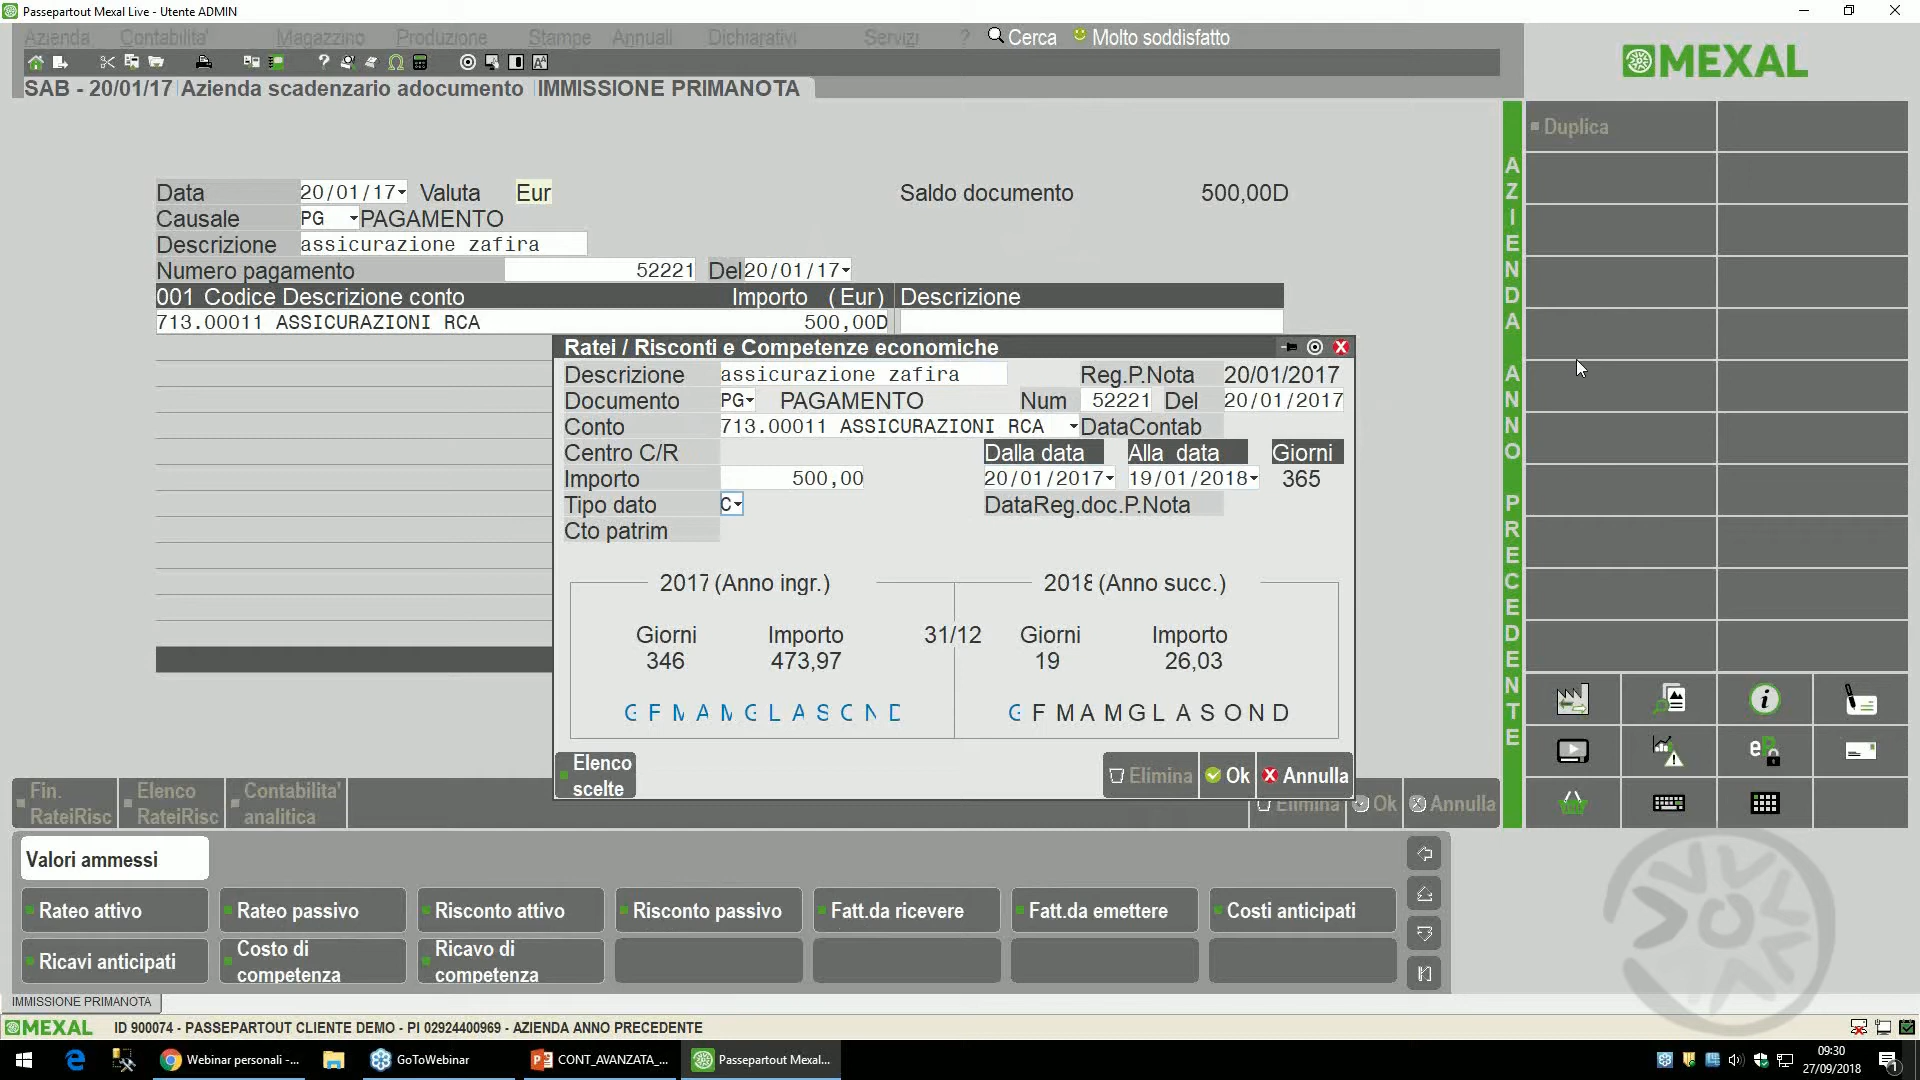 Passepartout Mexal Live - Utente ADMIN
Azienda Contabilita' Magazzino Produzione Stampe Annuali Dichiarativi Servizi ? Cerca Molto soddisfatto
MEXAL
SAB - 20/01/17 Azienda scadenzario adocumento IMMISSIONE PRIMANOTA
Duplica
Data 20/01/17 Valuta Eur Saldo documento 500,00D
Causale PG PAGAMENTO
Descrizione assicurazione zafira
Numero pagamento 52221 Del 20/01/17
001 Codice Descrizione conto Importo (Eur) Descrizione
713.00011 ASSICURAZIONI RCA 500,00D
Ratei / Risconti e Competenze economiche
Descrizione assicurazione zafira Reg.P.Nota 20/01/2017
Documento PG PAGAMENTO Num 52221 Del 20/01/2017
Conto 713.00011 ASSICURAZIONI RCA DataContab
Centro C/R Dalla data Alla data Giorni
Importo 500,00 20/01/2017 19/01/2018 365
Tipo dato C DataReg.doc.P.Nota
Cto patrim
2017 (Anno ingr.) 2018 (Anno succ.)
Giorni Importo 31/12 Giorni Importo
346 473,97 19 26,03
G F M A M G L A S O N D G F M A M G L A S O N D
Elenco scelte Elimina Ok Annulla
AZIENDA ANNO PRECEDENTE
Fin. RateiRisc Elenco RateiRisc Contabilita' analitica Elimina Ok Annulla
Valori ammessi
Rateo attivo Rateo passivo Risconto attivo Risconto passivo Fatt.da ricevere Fatt.da emettere Costi anticipati
Ricavi anticipati Costo di competenza Ricavo di competenza
IMMISSIONE PRIMANOTA
MEXAL ID 900074 - PASSEPARTOUT CLIENTE DEMO - PI 02924400969 - AZIENDA ANNO PRECEDENTE
Webinar personali -... GoToWebinar CONT_AVANZATA_... Passepartout Mexal... 09:30
27/09/2018